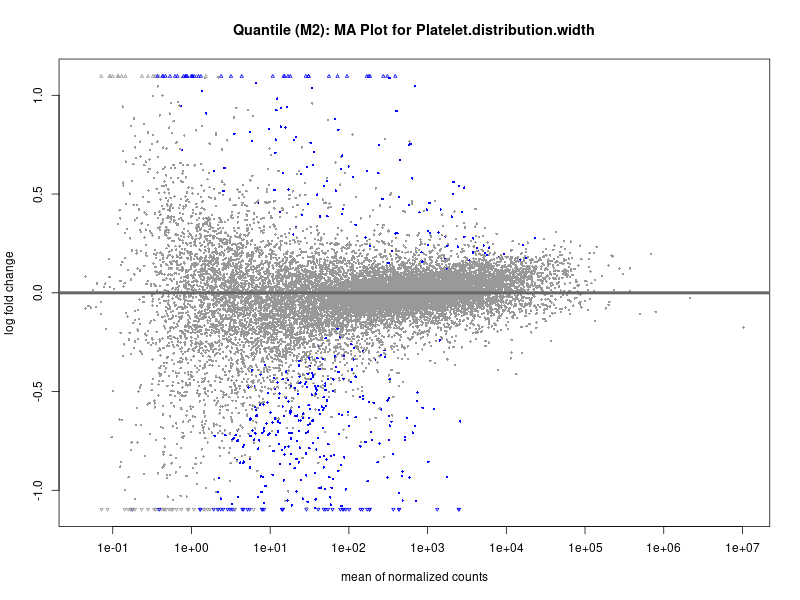 Quantile (M2): MA Plot for Platelet.distribution.width
log fold change
1.0
0.5
0.0
-0.5
-1.0
1e-01 1e+00 1e+01 1e+02 1e+03 1e+04 1e+05 1e+06 1e+07
mean of normalized counts